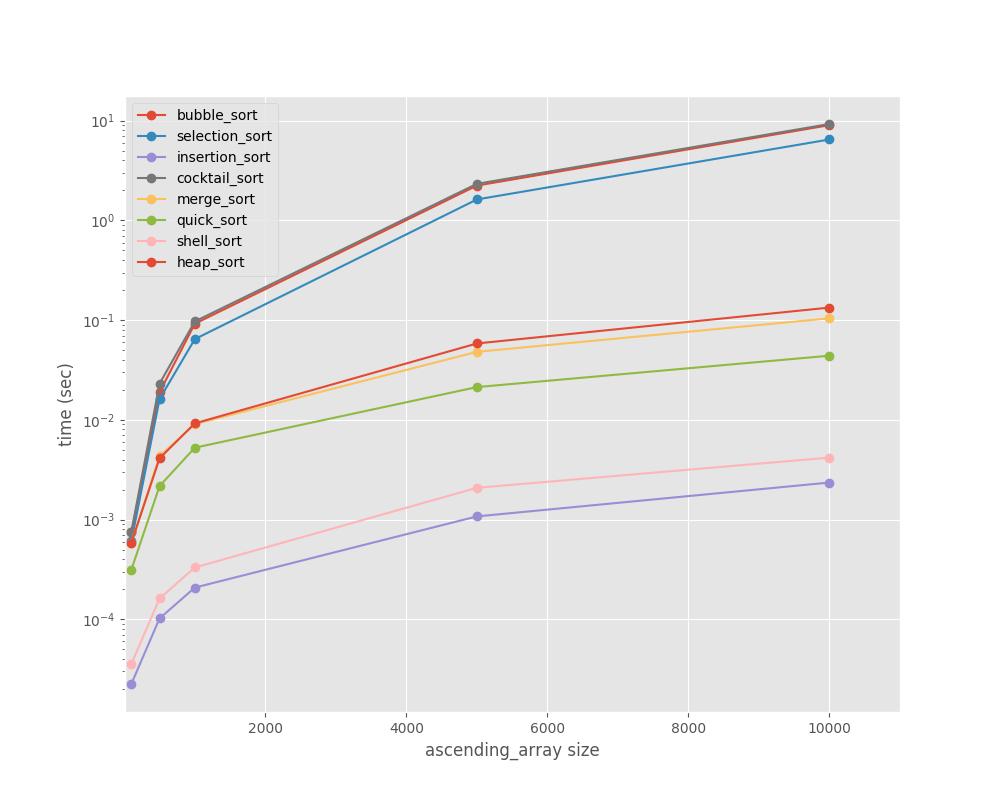 bubble_sort
selection_sort
insertion_sort
cocktail_sort
merge_sort
quick_sort
shell_sort
heap_sort
10¹
10⁰
10⁻¹
10⁻²
10⁻³
10⁻⁴
time (sec)
2000 4000 6000 8000 10000
ascending_array size